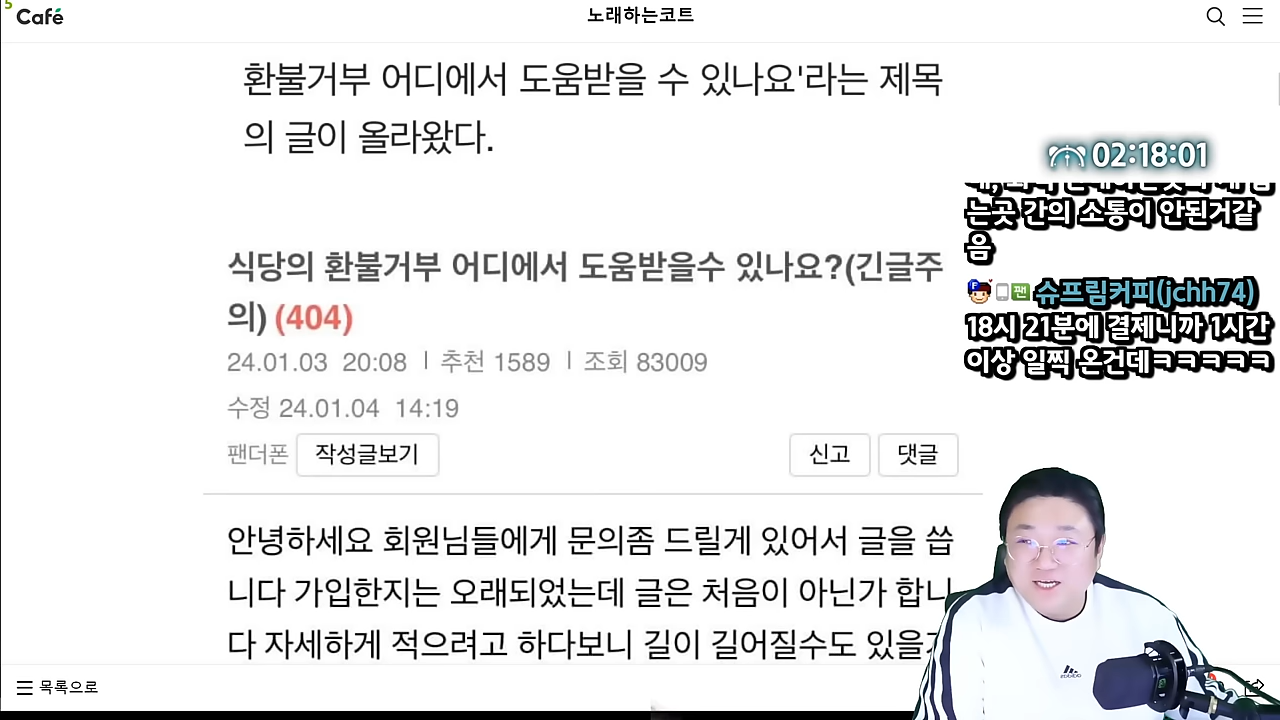 5
Café
노래하는코트
환불거부 어디에서 도움받을 수 있나요'라는 제목
의 글이 올라왔다.
02:18:01
는곳 간의 소통이 안된거같
음
식당의 환불거부 어디에서 도움받을수 있나요?(긴글주
의) (404)
팬 슈프림커피(jchh74)
18시 21분에 결제니까 1시간
이상 일찍 온건데ㅋㅋㅋㅋㅋ
24.01.03 20:08 | 추천 1589 | 조회 83009
수정 24.01.04 14:19
팬더폰 작성글보기 신고 댓글
안녕하세요 회원님들에게 문의좀 드릴게 있어서 글을 씁
니다 가입한지는 오래되었는데 글은 처음이 아닌가 합니
다 자세하게 적으려고 하다보니 길이 길어질수도 있을
목록으로